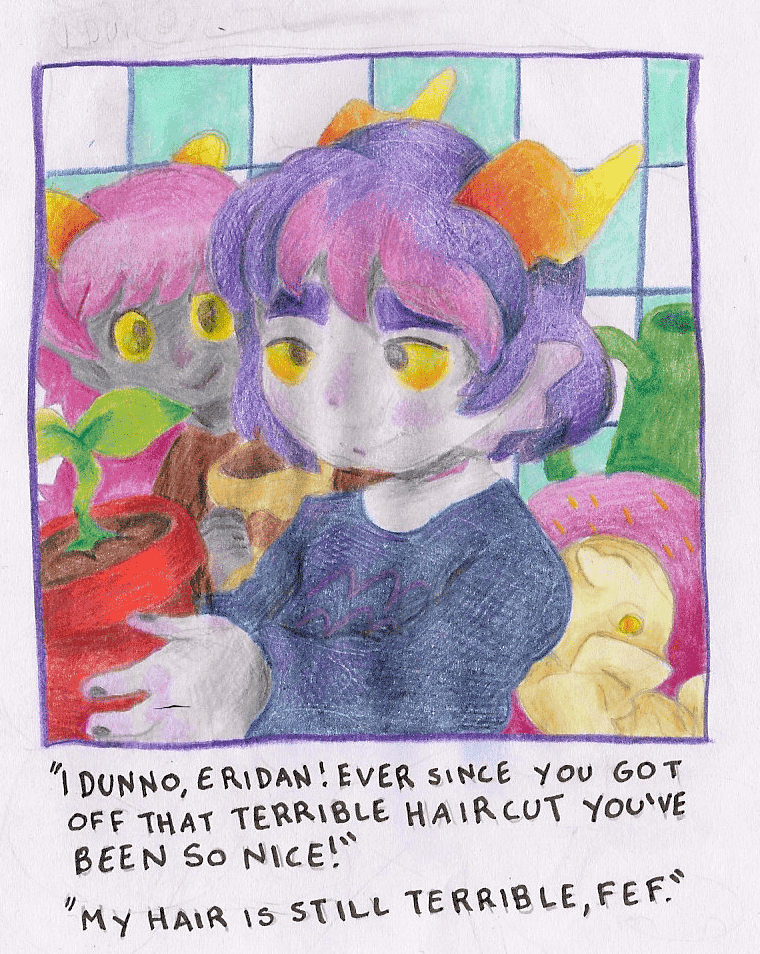 "I DUNNO, ERIDAN! EVER SINCE YOU GOT
OFF THAT TERRIBLE HAIRCUT YOU'VE
BEEN SO NICE!"
"MY HAIR IS STILL TERRIBLE, FEF."